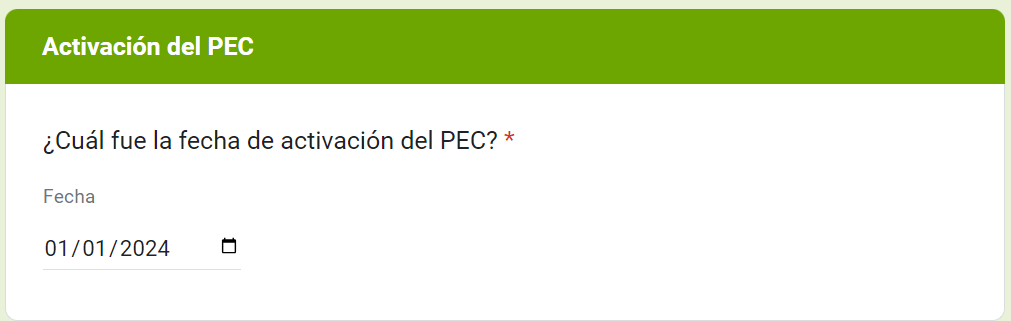 Activación del PEC
¿Cuál fue la fecha de activación del PEC? *
Fecha
01/01/2024